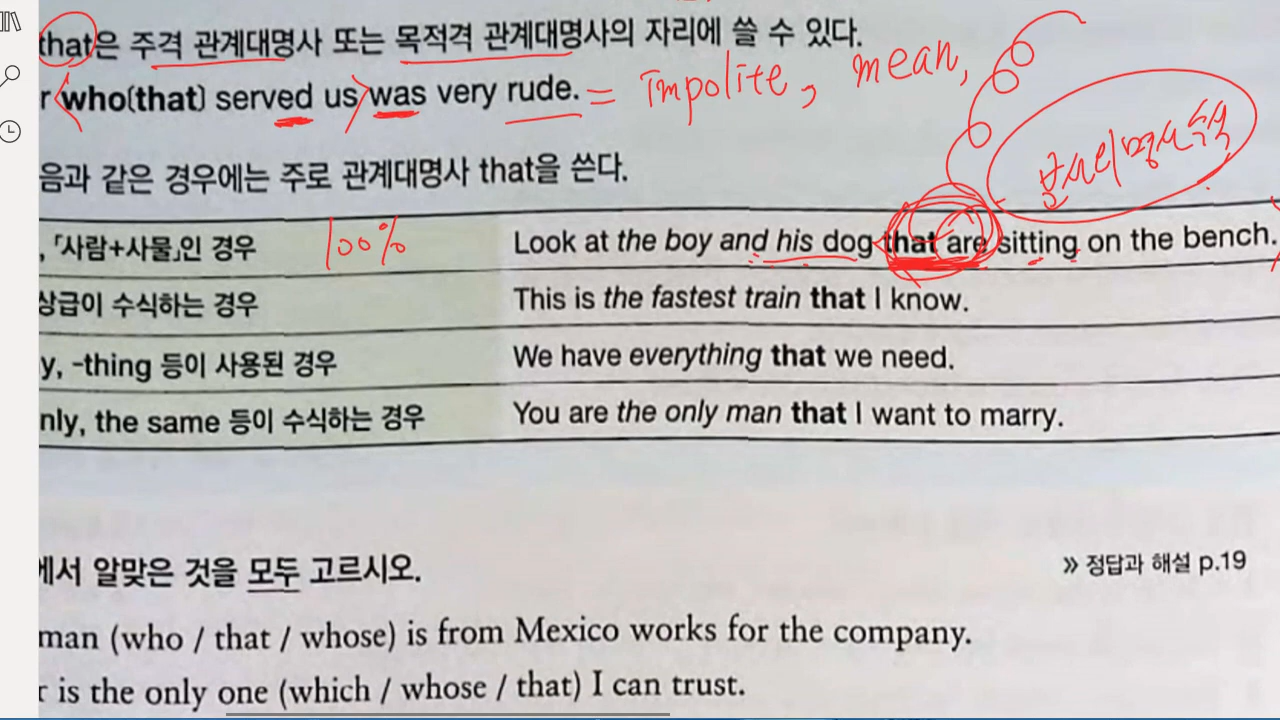 that은 주격 관계대명사 또는 목적격 관계대명사의 자리에 쓸 수 있다.
r who(that) served us was very rude. = impolite, mean,
분사의 명사수식
음과 같은 경우에는 주로 관계대명사 that을 쓴다.
, 「사람+사물」인 경우 100% Look at the boy and his dog that are sitting on the bench.
상급이 수식하는 경우 This is the fastest train that I know.
y, -thing 등이 사용된 경우 We have everything that we need.
nly, the same 등이 수식하는 경우 You are the only man that I want to marry.
에서 알맞은 것을 모두 고르시오. » 정답과 해설 p.19
man (who / that / whose) is from Mexico works for the company.
r is the only one (which / whose / that) I can trust.